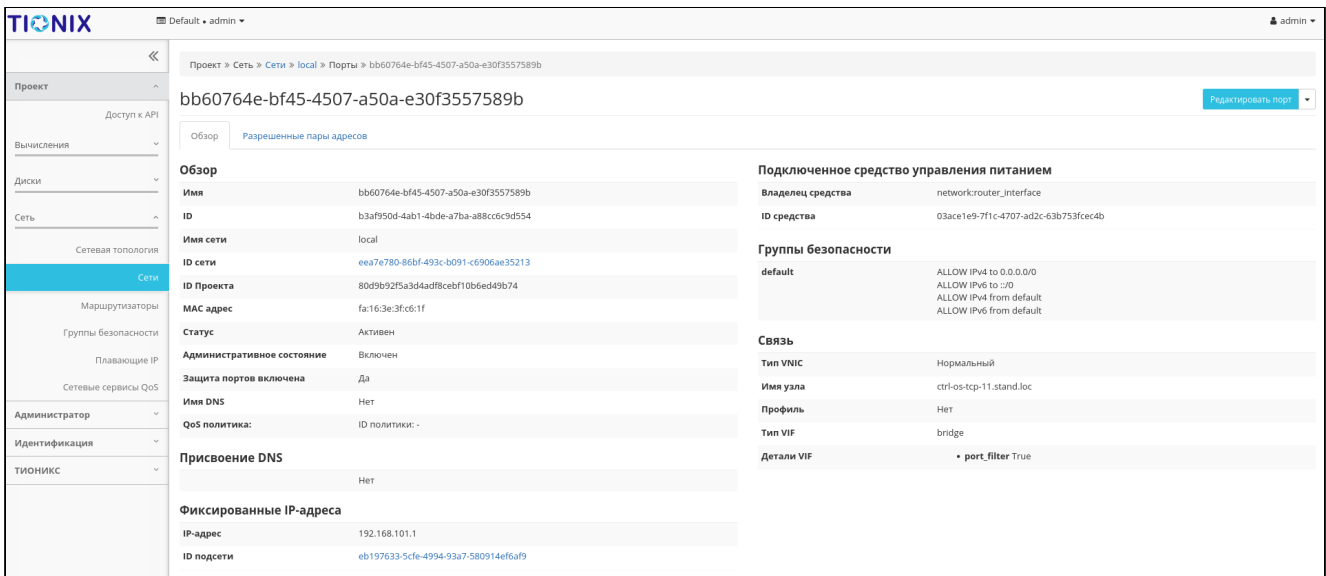 TIONIX
Default • admin
admin
Проект » Сеть » Сети » local » Порты » bb60764e-bf45-4507-a50a-e30f3557589b
Проект
Доступ к API
Вычисления
Диски
Сеть
Сетевая топология
Сети
Маршрутизаторы
Группы безопасности
Плавающие IP
Сетевые сервисы QoS
Администратор
Идентификация
ТИОНИКС
bb60764e-bf45-4507-a50a-e30f3557589b
Редактировать порт
Обзор Разрешенные пары адресов
Обзор
Имя bb60764e-bf45-4507-a50a-e30f3557589b
ID b3af950d-4ab1-4bde-a7ba-a88cc6c9d554
Имя сети local
ID сети eea7e780-86bf-493c-b091-c6906ae35213
ID Проекта 80d9b92f5a3d4adf8cebf10b6ed49b74
MAC адрес fa:16:3e:3f:c6:1f
Статус Активен
Административное состояние Включен
Защита портов включена Да
Имя DNS Нет
QoS политика: ID политики: -
Присвоение DNS
Нет
Фиксированные IP-адреса
IP-адрес 192.168.101.1
ID подсети eb197633-5cfe-4994-93a7-580914ef6af9
Подключенное средство управления питанием
Владелец средства network:router_interface
ID средства 03ace1e9-7f1c-4707-ad2c-63b753fcec4b
Группы безопасности
default ALLOW IPv4 to 0.0.0.0/0
ALLOW IPv6 to ::/0
ALLOW IPv4 from default
ALLOW IPv6 from default
Связь
Тип VNIC Нормальный
Имя узла ctrl-os-tcp-11.stand.loc
Профиль Нет
Тип VIF bridge
Детали VIF • port_filter True